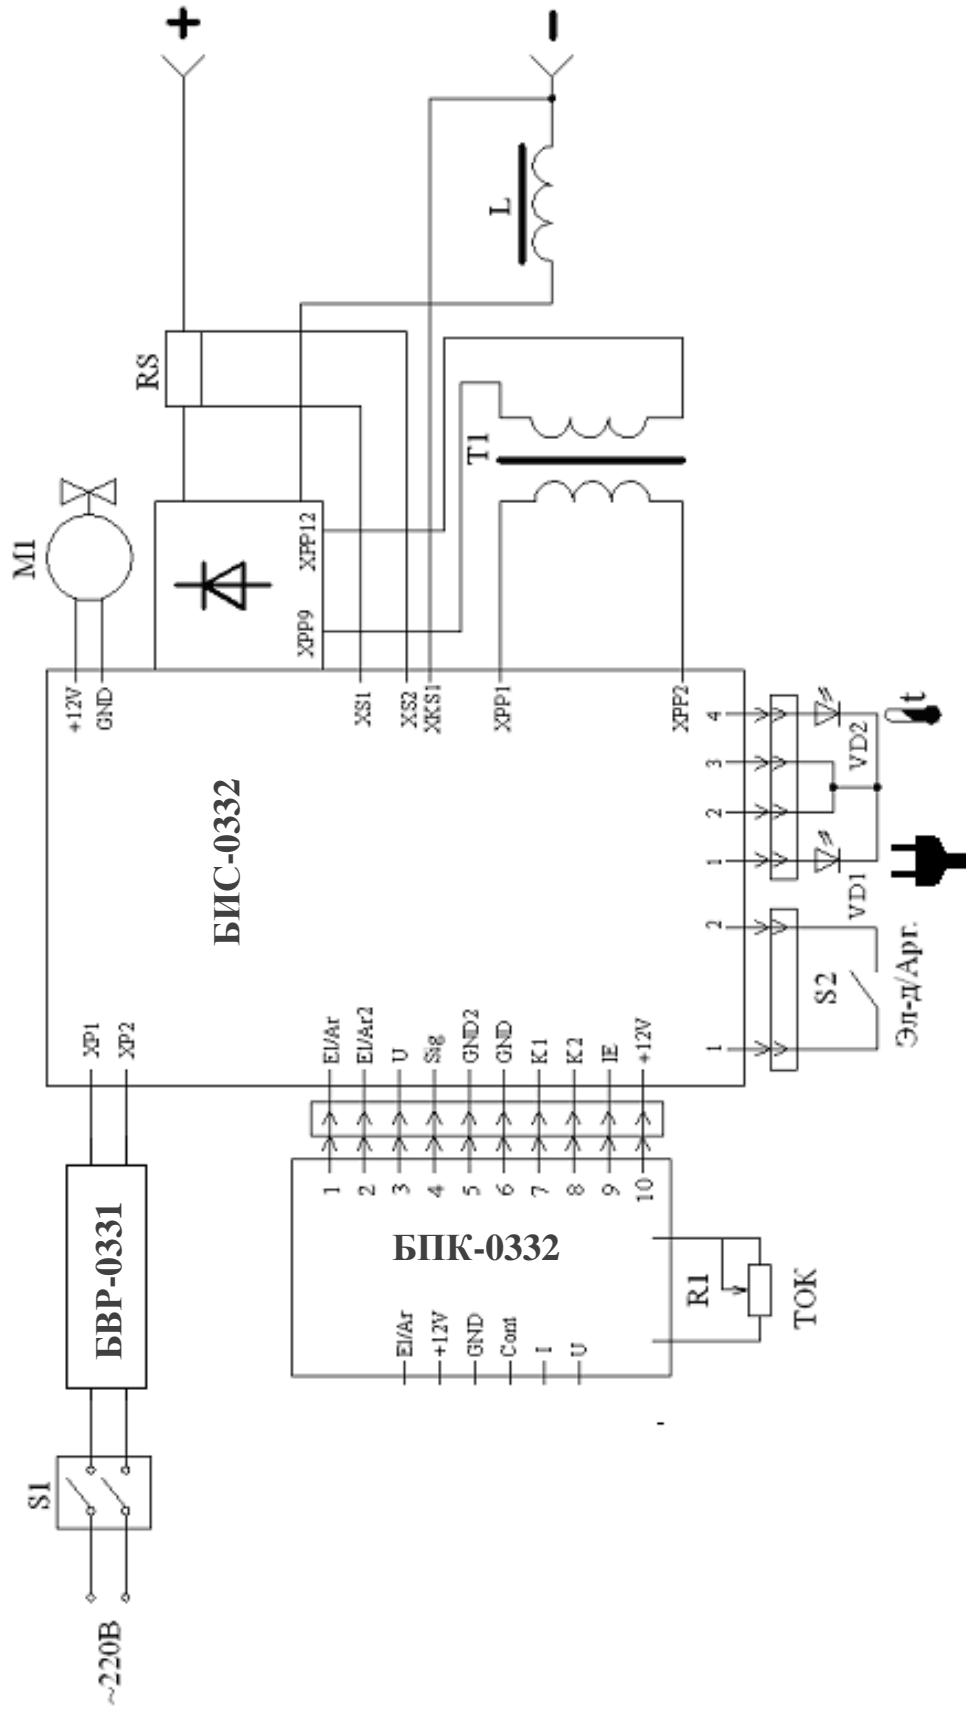 ~220В
S1
БВР-0331
XP1
XP2
БИС-0332
+12V
GND
M1
XPP9
XPP12
RS
+
-
L
T1
XS1
XS2
XKS1
XPP1
XPP2
El/Ar
El/Ar2
U
Sig
GND2
GND
K1
K2
IE
+12V
1
2
3
4
5
6
7
8
9
10
БПК-0332
El/Ar
+12V
GND
Cont
I
U
R1
ТОК
1
2
S2
Эл-д/Арг.
1
2
3
4
VD1
VD2
t
-